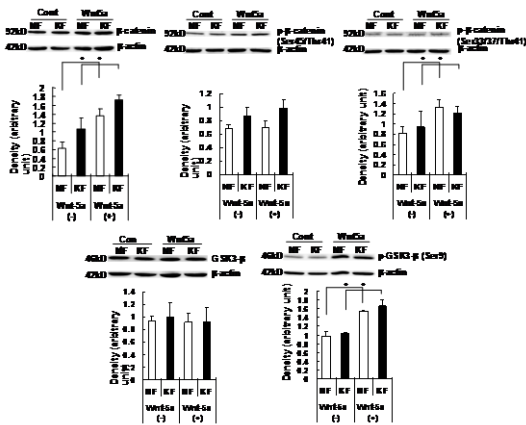 Cont Wnt5a
MF KF MF KF
92kD β-catenin
42kD β-actin
Density (arbitrary unit)
2
1.8
1.6
1.4
1.2
1
0.8
0.6
0.4
0.2
0
MF KF MF KF
Wnt-5a (-) Wnt-5a (+)
Cont Wnt5a
MF KF MF KF
92kD p-β-catenin (Ser45/Thr41)
42kD β-actin
Density (arbitrary unit)
1.2
1
0.8
0.6
0.4
0.2
0
MF KF MF KF
Wnt-5a (-) Wnt-5a (+)
Cont Wnt5a
MF KF MF KF
92kD p-β-catenin (Ser33/37/Thr41)
42kD β-actin
Density (arbitrary unit)
1.8
1.6
1.4
1.2
1
0.8
0.6
0.4
0.2
0
MF KF MF KF
Wnt-5a (-) Wnt-5a (+)
Con Wnt5a
MF KF MF KF
46kD GSK3-β
42kD β-actin
Density (arbitrary unit)
1.4
1.2
1
0.8
0.6
0.4
0.2
0
MF KF MF KF
Wnt-5a (-) Wnt-5a (+)
Cont Wnt5a
MF KF MF KF
46kD p-GSK3-β (Ser9)
42kD β-actin
Density (arbitrary unit)
2
1.8
1.6
1.4
1.2
1
0.8
0.6
0.4
0.2
0
MF KF MF KF
Wnt-5a (-) Wnt-5a (+)